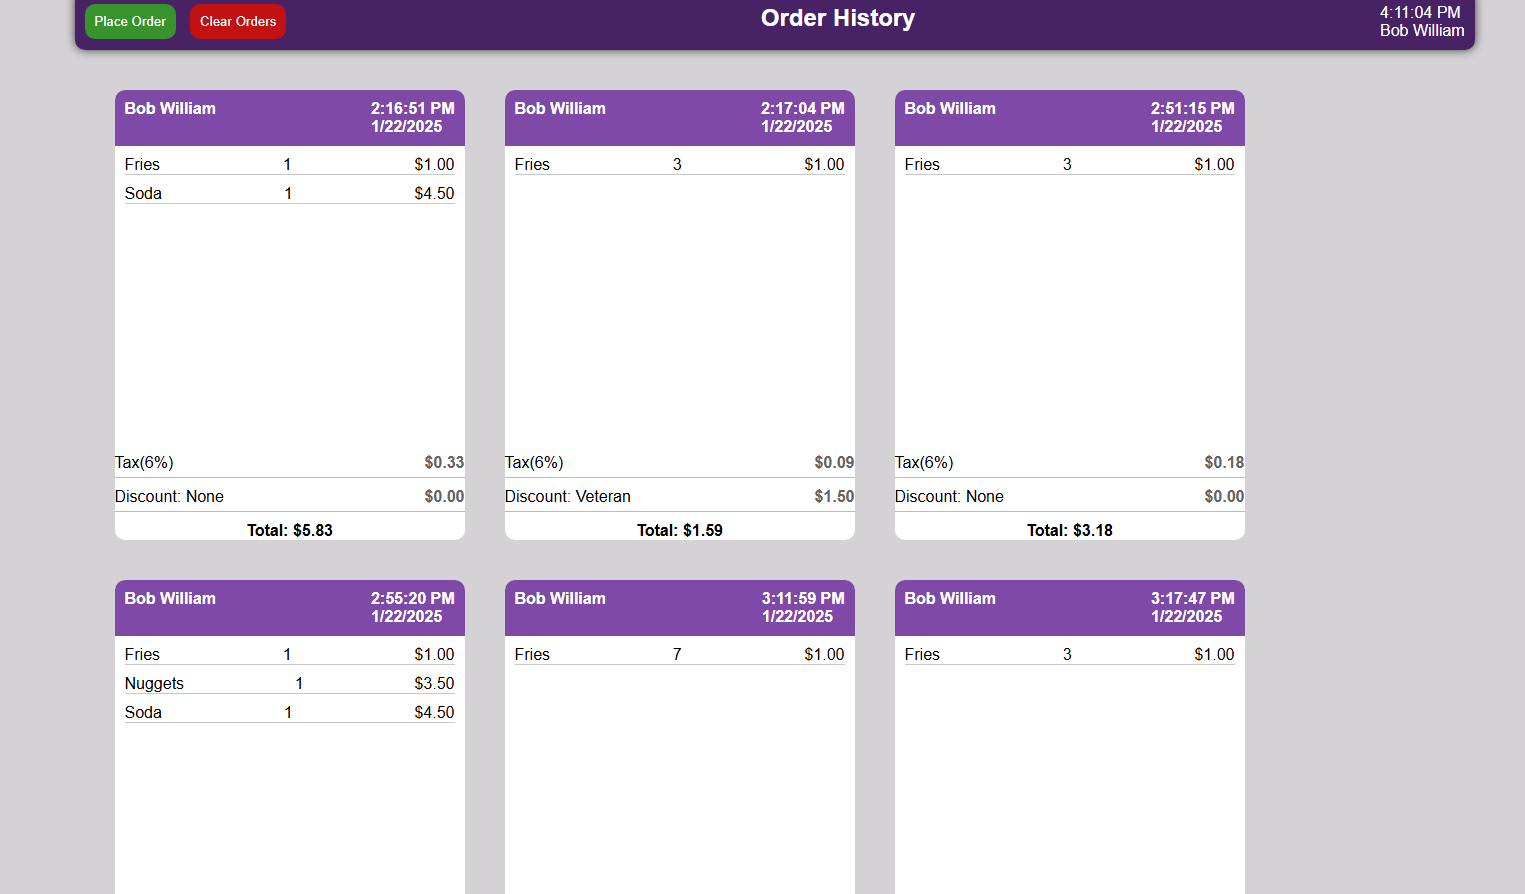 Place Order Clear Orders Order History 4:11:04 PM
Bob William
Bob William 2:16:51 PM
1/22/2025
Fries 1 $1.00
Soda 1 $4.50
Tax(6%) $0.33
Discount: None $0.00
Total: $5.83
Bob William 2:17:04 PM
1/22/2025
Fries 3 $1.00
Tax(6%) $0.09
Discount: Veteran $1.50
Total: $1.59
Bob William 2:51:15 PM
1/22/2025
Fries 3 $1.00
Tax(6%) $0.18
Discount: None $0.00
Total: $3.18
Bob William 2:55:20 PM
1/22/2025
Fries 1 $1.00
Nuggets 1 $3.50
Soda 1 $4.50
Bob William 3:11:59 PM
1/22/2025
Fries 7 $1.00
Bob William 3:17:47 PM
1/22/2025
Fries 3 $1.00